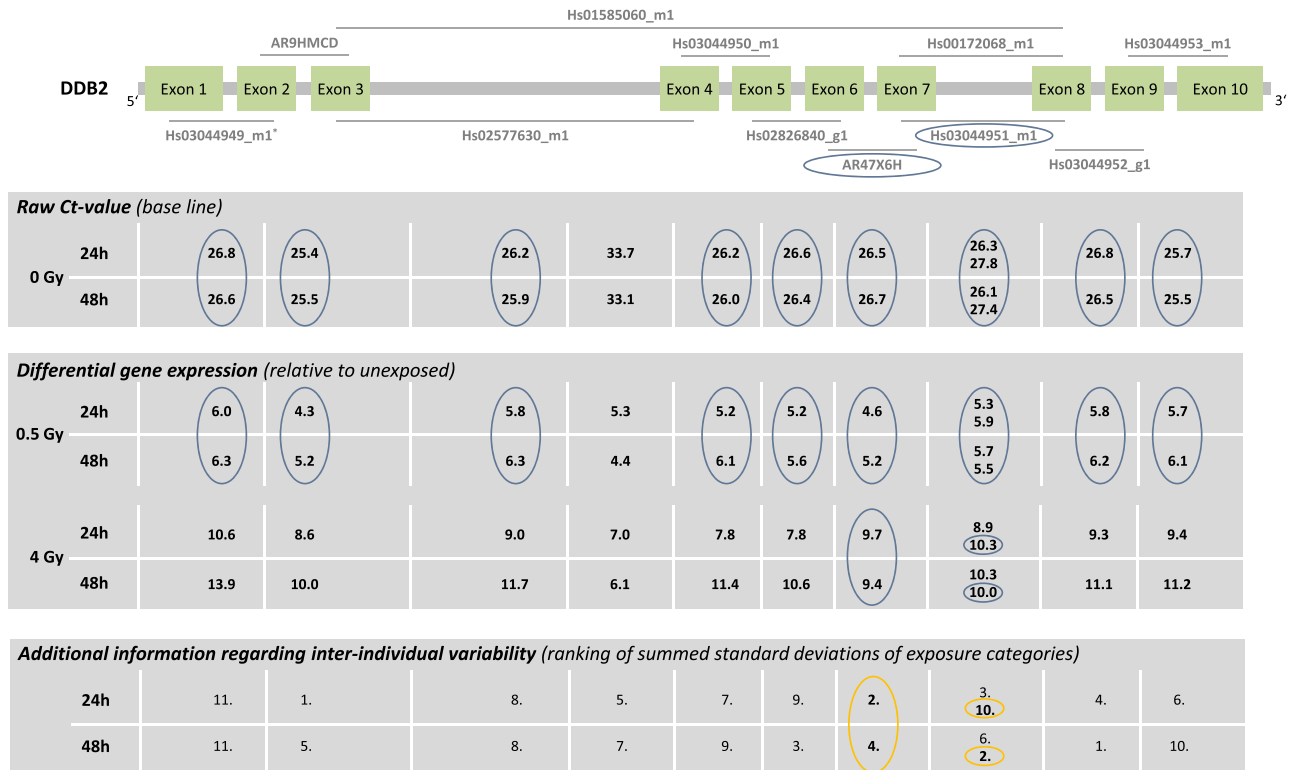 Hs01585060_m1
AR9HMCD Hs03044950_m1 Hs00172068_m1 Hs03044953_m1
DDB2 5‘ Exon 1 Exon 2 Exon 3 Exon 4 Exon 5 Exon 6 Exon 7 Exon 8 Exon 9 Exon 10 3‘
Hs03044949_m1* Hs02577630_m1 Hs02826840_g1 Hs03044951_m1
AR47X6H Hs03044952_g1
Raw Ct-value (base line)
24h 26.8 25.4 26.2 33.7 26.2 26.6 26.5 26.3 26.8 25.7
27.8
0 Gy
48h 26.6 25.5 25.9 33.1 26.0 26.4 26.7 26.1 26.5 25.5
27.4
Differential gene expression (relative to unexposed)
24h 6.0 4.3 5.8 5.3 5.2 5.2 4.6 5.3 5.8 5.7
5.9
0.5 Gy
48h 6.3 5.2 6.3 4.4 6.1 5.6 5.2 5.7 6.2 6.1
5.5
24h 10.6 8.6 9.0 7.0 7.8 7.8 9.7 8.9 9.3 9.4
10.3
4 Gy
48h 13.9 10.0 11.7 6.1 11.4 10.6 9.4 10.3 11.1 11.2
10.0
Additional information regarding inter-individual variability (ranking of summed standard deviations of exposure categories)
24h 11. 1. 8. 5. 7. 9. 2. 3. 4. 6.
10.
48h 11. 5. 8. 7. 9. 3. 4. 6. 1. 10.
2.